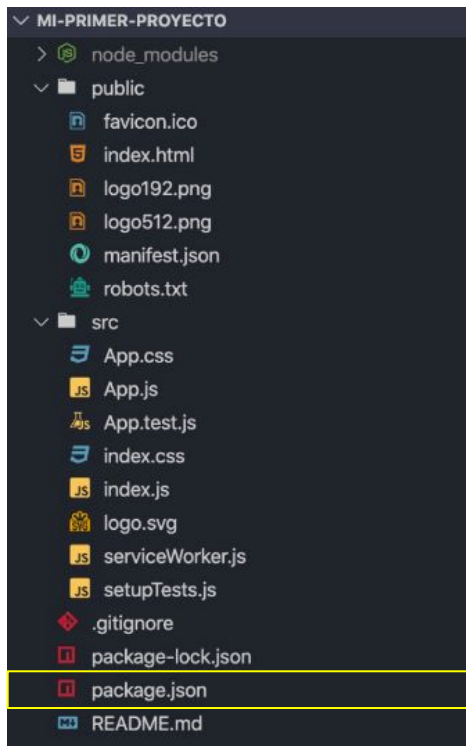 MI-PRIMER-PROYECTO
node_modules
public
favicon.ico
index.html
logo192.png
logo512.png
manifest.json
robots.txt
src
App.css
App.js
App.test.js
index.css
index.js
logo.svg
serviceWorker.js
setupTests.js
.gitignore
package-lock.json
package.json
README.md